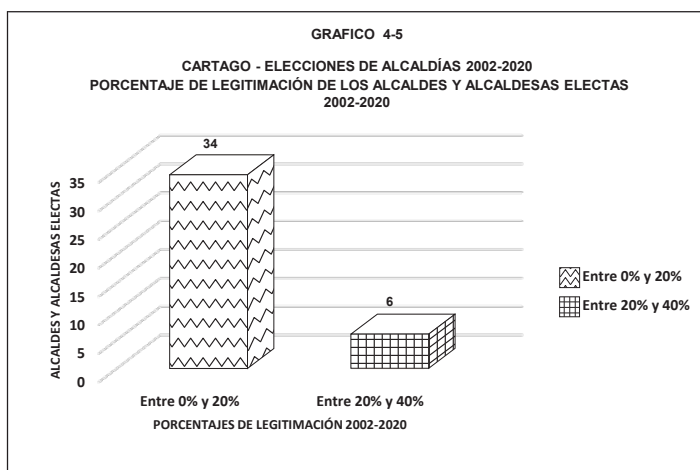 GRAFICO 4-5
CARTAGO - ELECCIONES DE ALCALDÍAS 2002-2020
PORCENTAJE DE LEGITIMACIÓN DE LOS ALCALDES Y ALCALDESAS ELECTAS
2002-2020
34
6
ALCALDES Y ALCALDESAS ELECTAS
35
30
25
20
15
10
5
0
Entre 0% y 20%
Entre 20% y 40%
Entre 0% y 20% Entre 20% y 40%
PORCENTAJES DE LEGITIMACIÓN 2002-2020